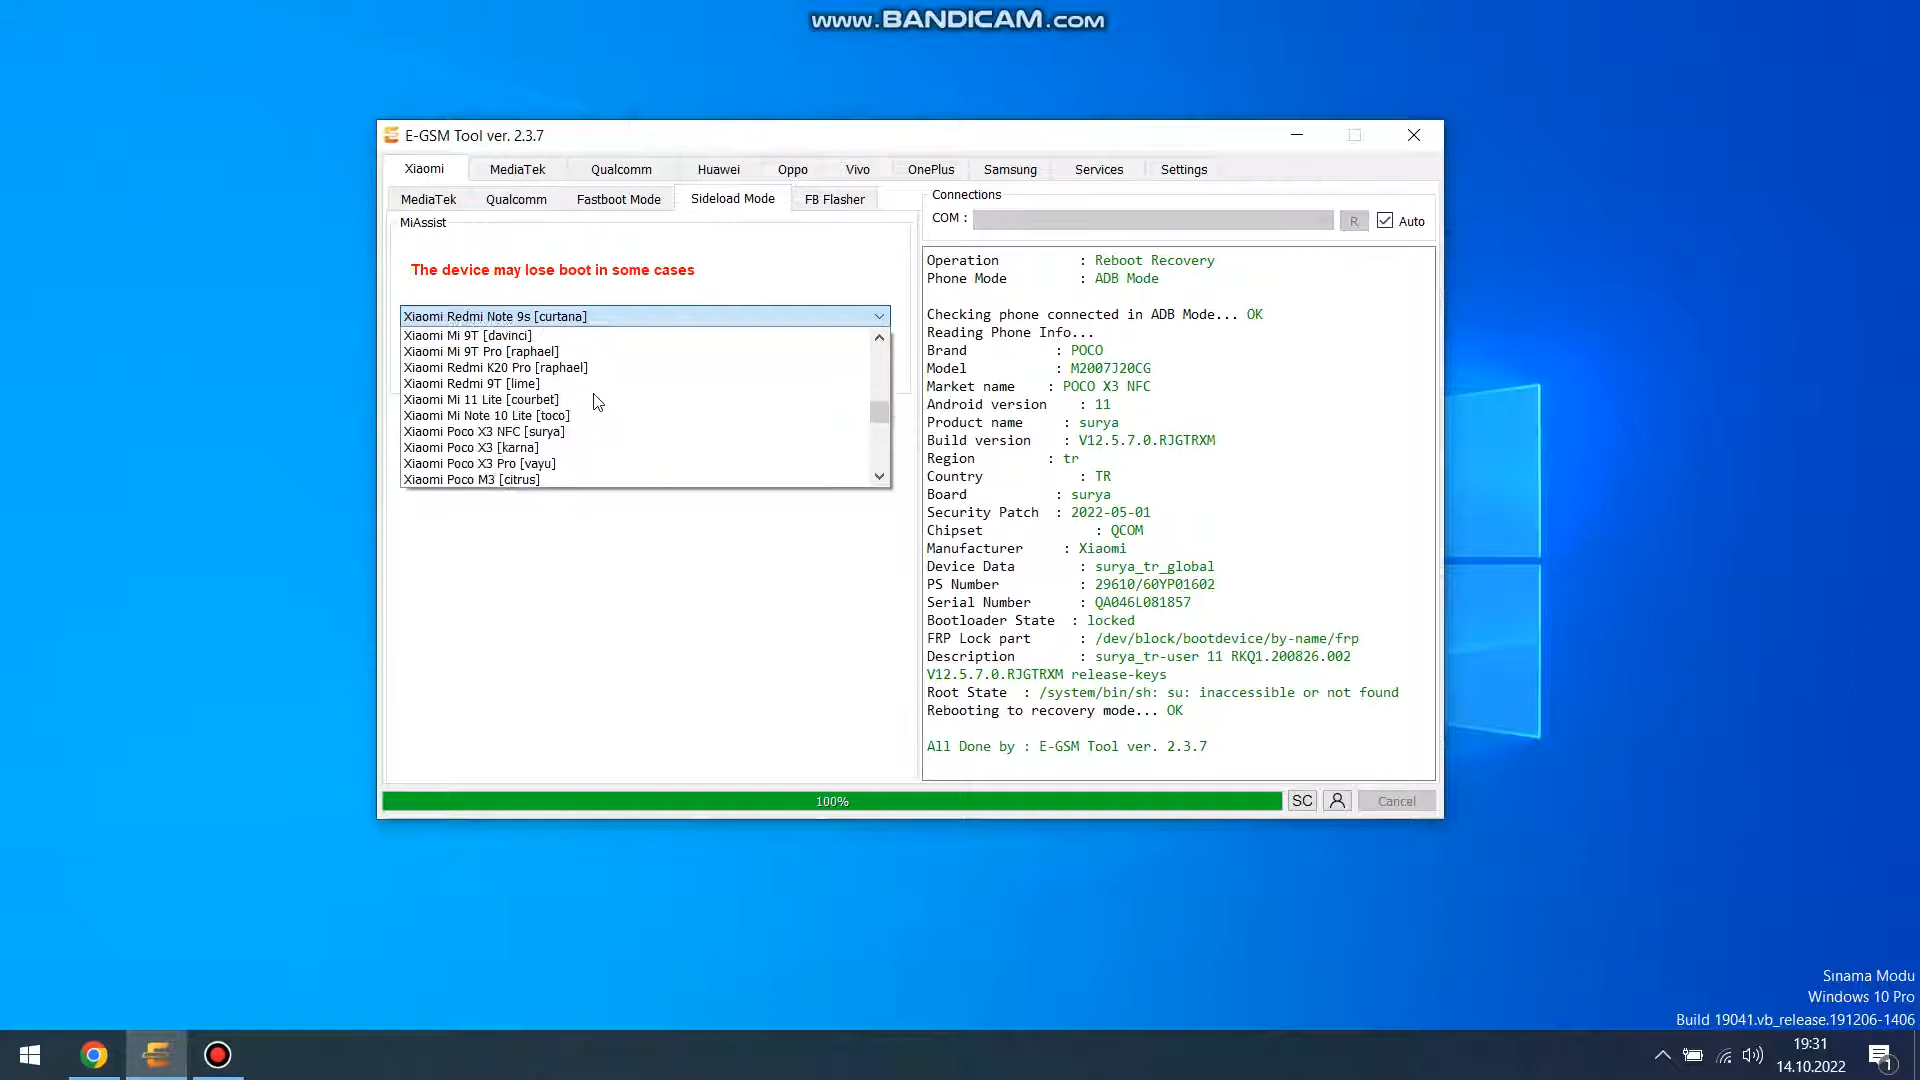 www.BANDICAM.com
E-GSM Tool ver. 2.3.7
Xiaomi MediaTek Qualcomm Huawei Oppo Vivo OnePlus Samsung Services Settings
MediaTek Qualcomm Fastboot Mode Sideload Mode FB Flasher
MiAssist
The device may lose boot in some cases
Xiaomi Redmi Note 9s [curtana]
Xiaomi Mi 9T [davinci]
Xiaomi Mi 9T Pro [raphael]
Xiaomi Redmi K20 Pro [raphael]
Xiaomi Redmi 9T [lime]
Xiaomi Mi 11 Lite [courbet]
Xiaomi Mi Note 10 Lite [toco]
Xiaomi Poco X3 NFC [surya]
Xiaomi Poco X3 [karna]
Xiaomi Poco X3 Pro [vayu]
Xiaomi Poco M3 [citrus]
Connections
COM : R Auto
Operation : Reboot Recovery
Phone Mode : ADB Mode
Checking phone connected in ADB Mode... OK
Reading Phone Info...
Brand : POCO
Model : M2007J20CG
Market name : POCO X3 NFC
Android version : 11
Product name : surya
Build version : V12.5.7.0.RJGTRXM
Region : tr
Country : TR
Board : surya
Security Patch : 2022-05-01
Chipset : QCOM
Manufacturer : Xiaomi
Device Data : surya_tr_global
PS Number : 29610/60YP01602
Serial Number : QA046L081857
Bootloader State : locked
FRP Lock part : /dev/block/bootdevice/by-name/frp
Description : surya_tr-user 11 RKQ1.200826.002
V12.5.7.0.RJGTRXM release-keys
Root State : /system/bin/sh: su: inaccessible or not found
Rebooting to recovery mode... OK
All Done by : E-GSM Tool ver. 2.3.7
100% SC Cancel
Sınama Modu
Windows 10 Pro
Build 19041.vb_release.191206-1406
19:31
14.10.2022
1